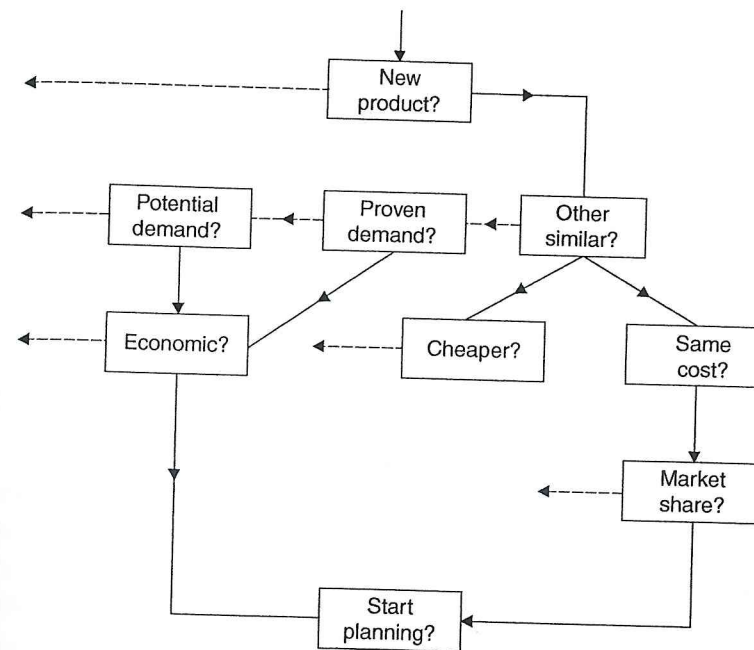 New
product?
Potential
demand?
Proven
demand?
Other
similar?
Economic?
Cheaper?
Same
cost?
Market
share?
Start
planning?